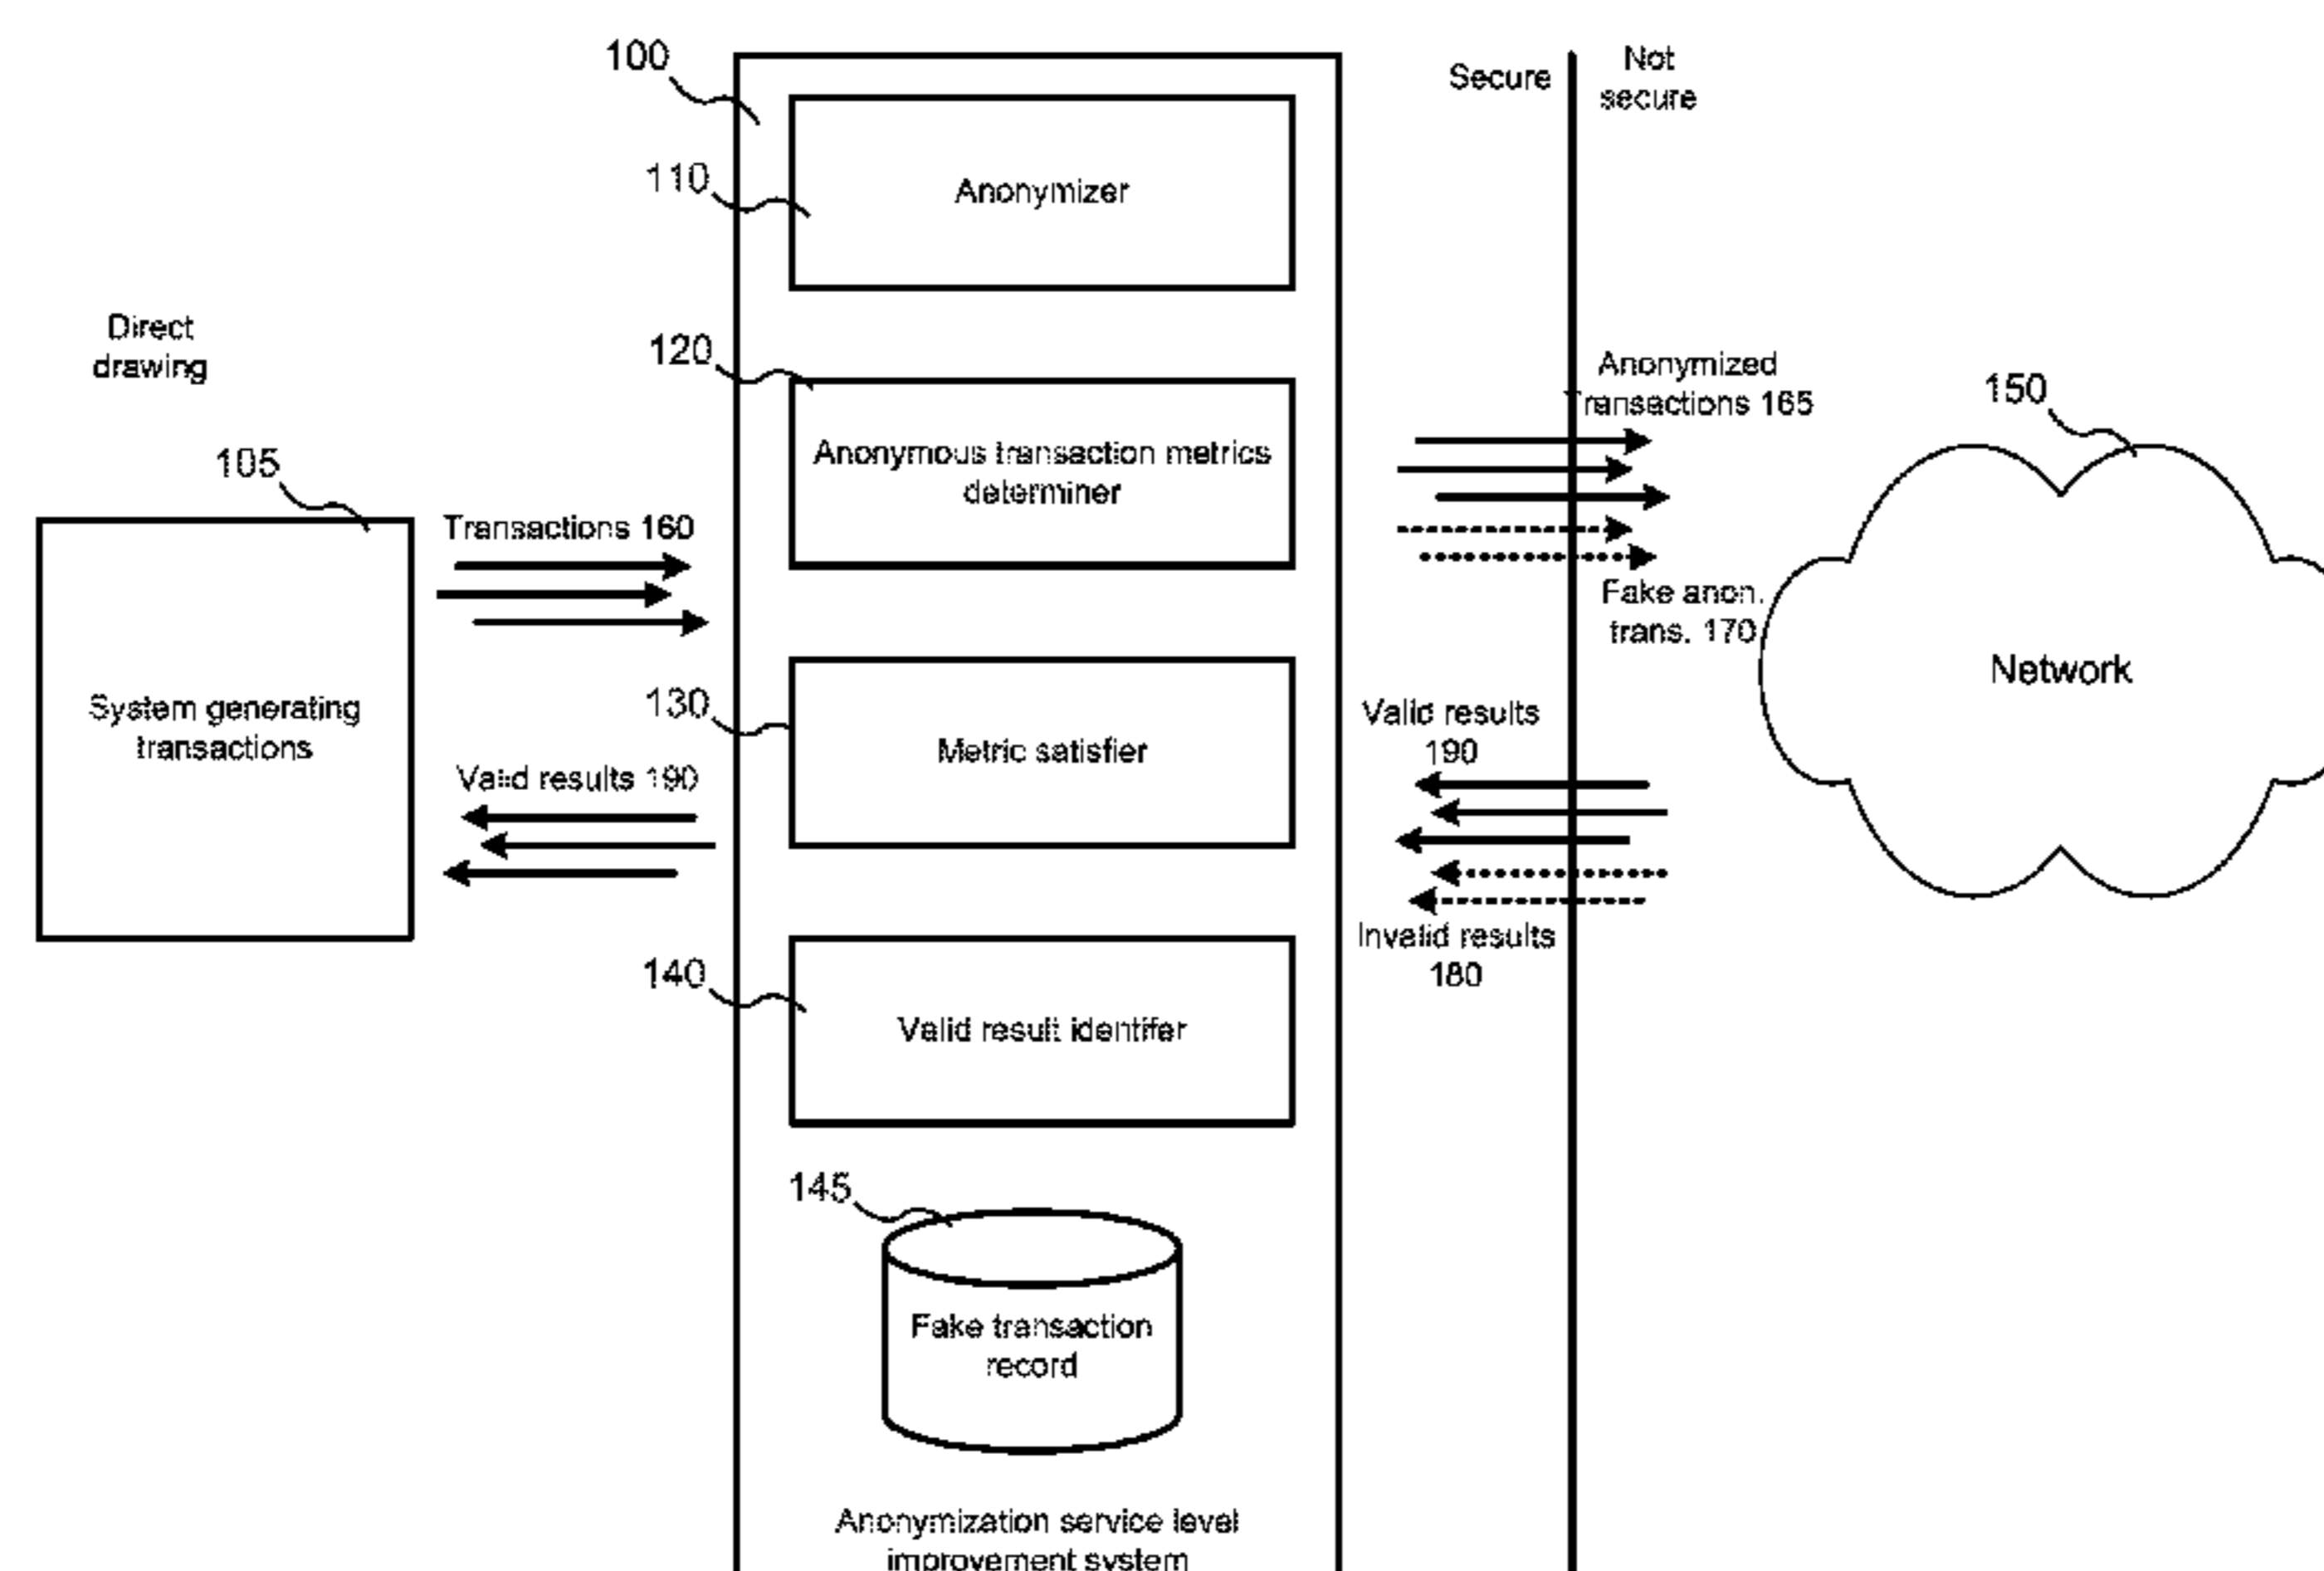 100
Secure
Not
secure
110
Anonymizer
Direct
drawing
120
Anonymous transaction metrics
determiner
Anonymized
Transactions 165
150
105
Transactions 160
Fake anon.
trans. 170
System generating
transactions
130
Metric satisfier
Valid results
190
Network
Valid results 190
Invalid results
180
140
Valid result identifer
145
Fake transaction
record
Anonymization service level
improvement system